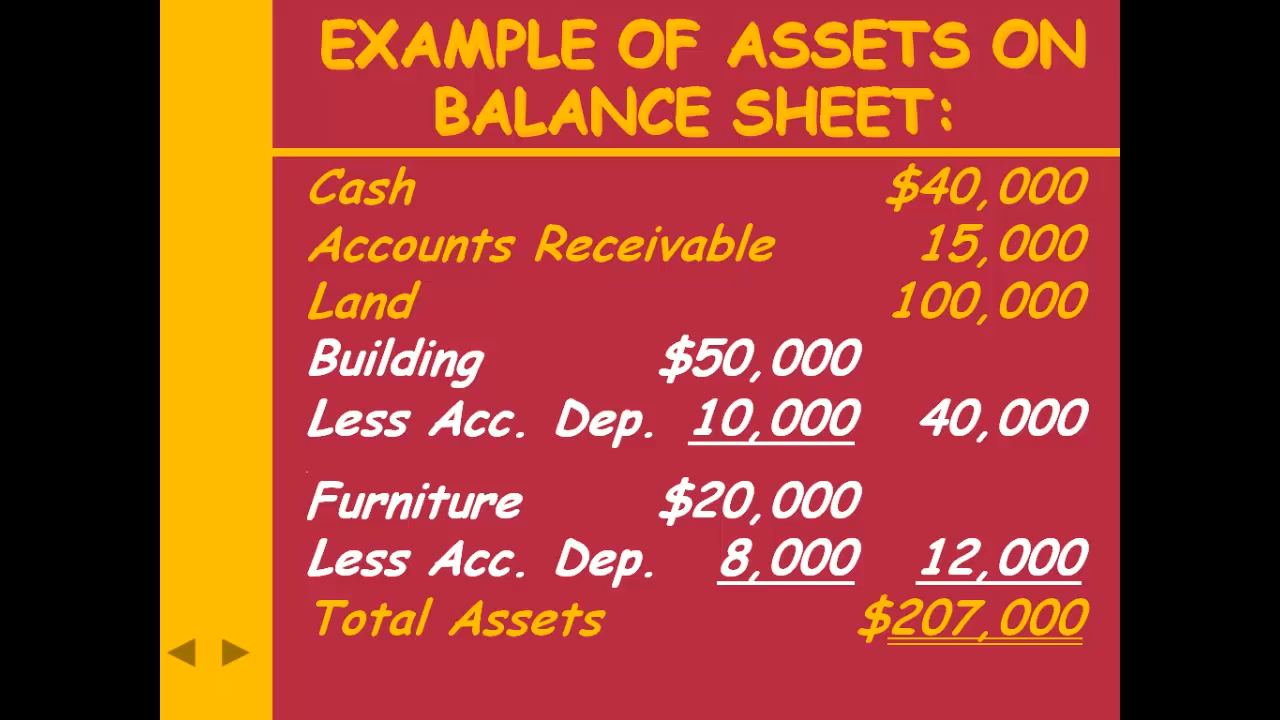 EXAMPLE OF ASSETS ON
BALANCE SHEET:
Cash $40,000
Accounts Receivable 15,000
Land 100,000
Building $50,000
Less Acc. Dep. 10,000 40,000
Furniture $20,000
Less Acc. Dep. 8,000 12,000
Total Assets $207,000